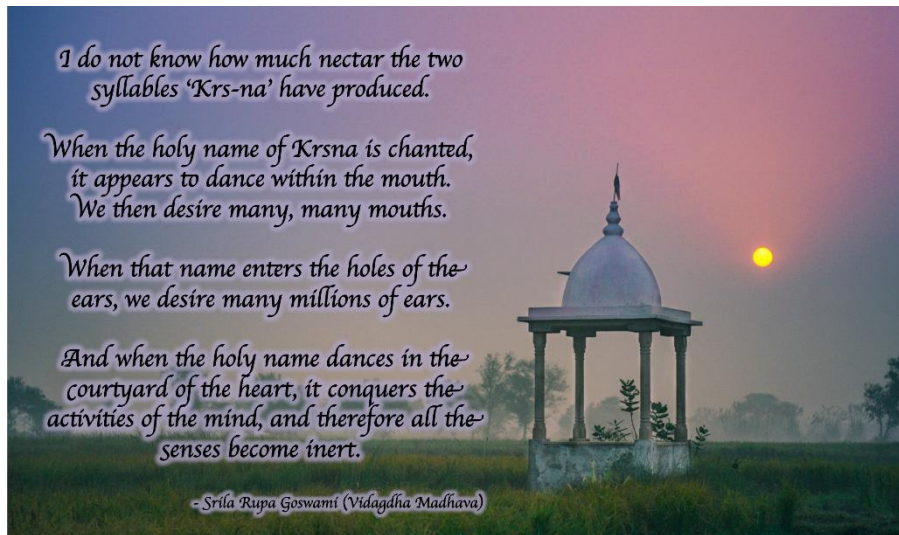 I do not know how much nectar the two
syllables ‘Krs-na’ have produced.
When the holy name of Krsna is chanted,
it appears to dance within the mouth.
We then desire many, many mouths.
When that name enters the holes of the
ears, we desire many millions of ears.
And when the holy name dances in the
courtyard of the heart, it conquers the
activities of the mind, and therefore all the
senses become inert.
- Srila Rupa Goswami (Vidagdha Madhava)